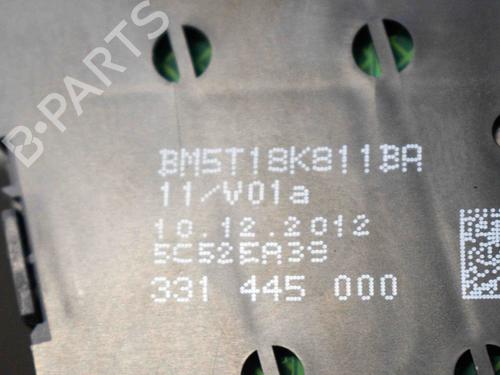 B-PARTS
BM5T18K811BA
11/V01a
10.12.2012
5C52EA39
331 445 000